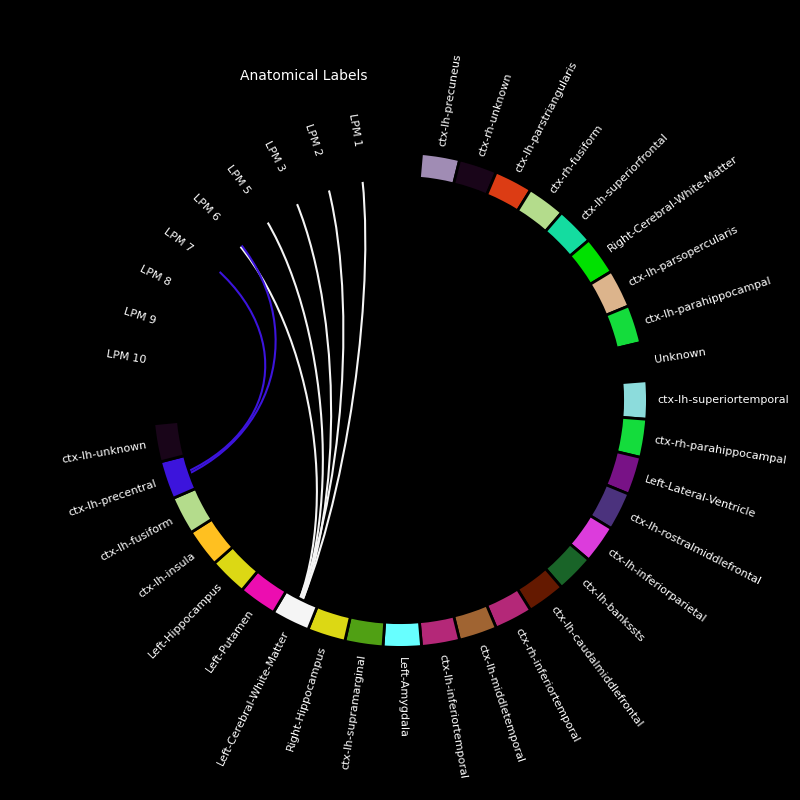 Anatomical Labels
LPM 1
LPM 2
LPM 3
LPM 5
LPM 6
LPM 7
LPM 8
LPM 9
LPM 10
ctx-lh-unknown
ctx-lh-precentral
ctx-lh-fusiform
ctx-lh-insula
Left-Hippocampus
Left-Putamen
Left-Cerebral-White-Matter
Right-Hippocampus
ctx-lh-supramarginal
Left-Amygdala
ctx-lh-inferiortemporal
ctx-lh-middletemporal
ctx-rh-inferiortemporal
ctx-lh-caudalmiddlefrontal
ctx-lh-bankssts
ctx-lh-inferiorparietal
ctx-lh-rostralmiddlefrontal
Left-Lateral-Ventricle
ctx-rh-parahippocampal
ctx-lh-superiortemporal
Unknown
ctx-lh-parahippocampal
ctx-lh-parsopercularis
Right-Cerebral-White-Matter
ctx-lh-superiorfrontal
ctx-rh-fusiform
ctx-lh-parstriangularis
ctx-rh-unknown
ctx-lh-precuneus